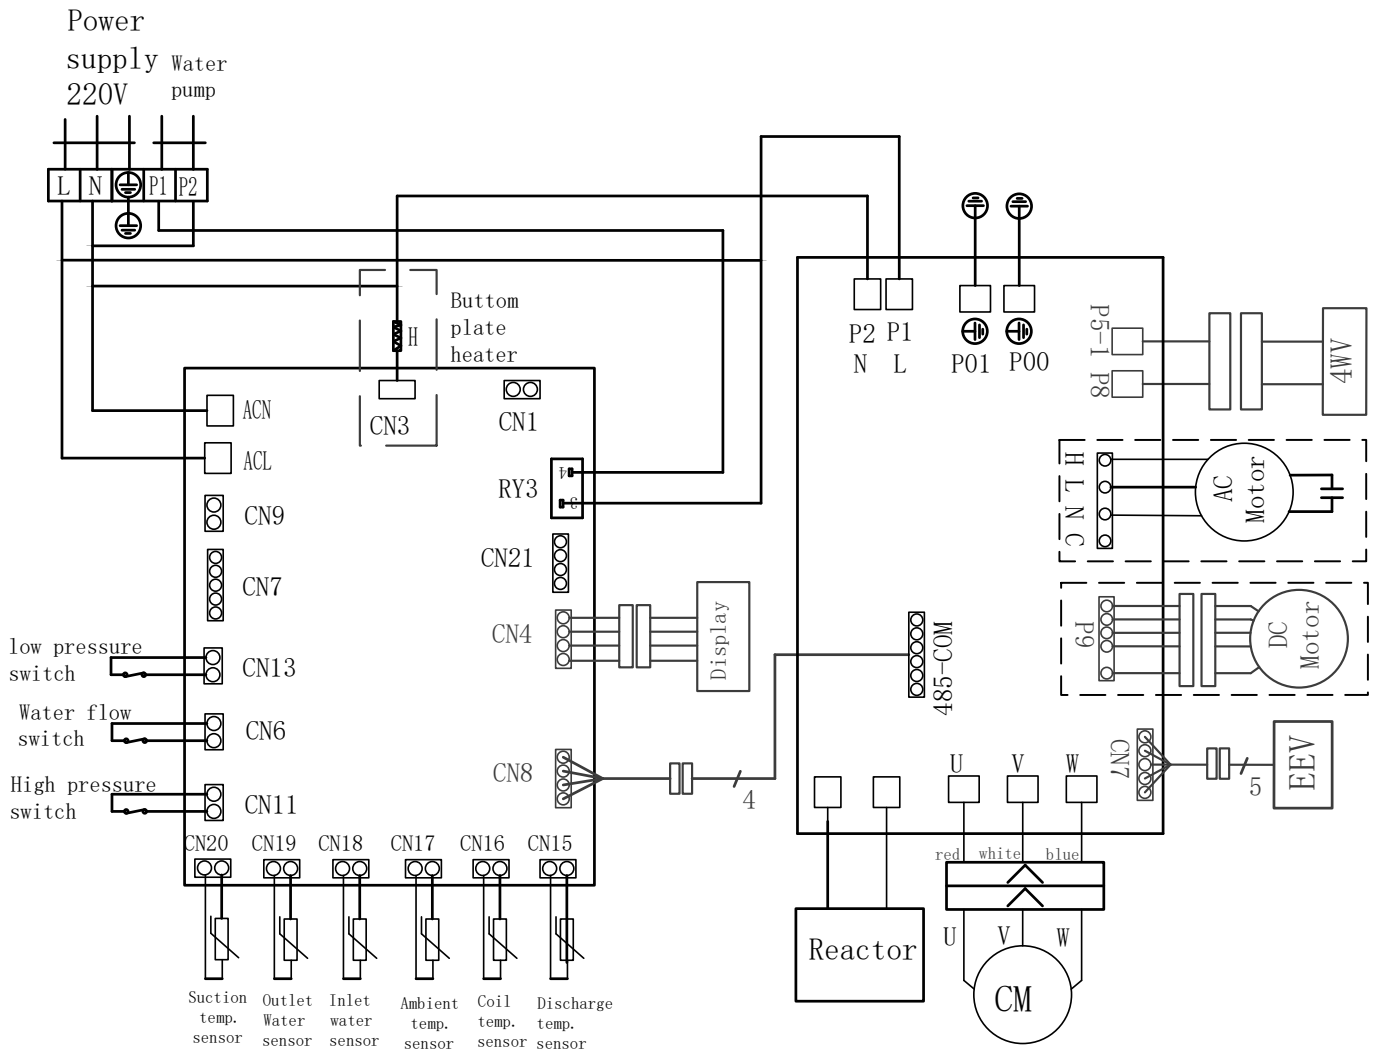 Power
supply
220V
Water
pump
L N P1 P2
Buttom
plate
heater
H
CN3
CN1
ACN
ACL
RY3
4
3
CN9
CN21
CN7
CN4
Display
low pressure
switch
CN13
Water flow
switch
CN6
CN8
4
High pressure
switch
CN11
CN20 CN19 CN18 CN17 CN16 CN15
Suction
temp.
sensor
Outlet
Water
sensor
Inlet
water
sensor
Ambient
temp.
sensor
Coil
temp.
sensor
Discharge
temp.
sensor
P2 P1
N L
P01 P00
P5-1
P8
4WV
H L N C
AC
Motor
P9
DC
Motor
485-COM
CN7
5
EEV
U V W
red white blue
U V W
Reactor
CM